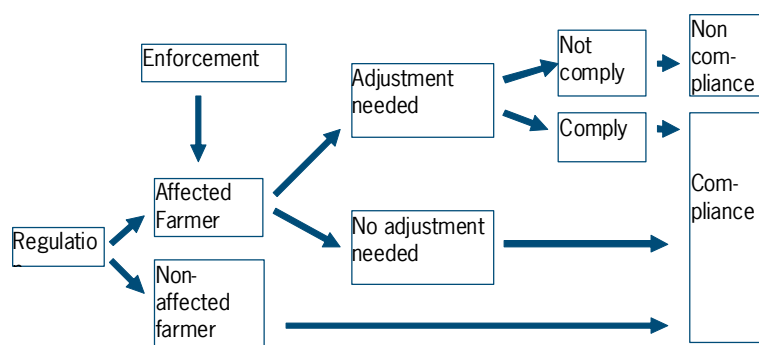 Enforcement
Adjustment
needed
Not
comply
Non
com-
pliance
Comply
Affected
Farmer
Com-
pliance
No adjustment
needed
Regulatio
Non-
affected
farmer